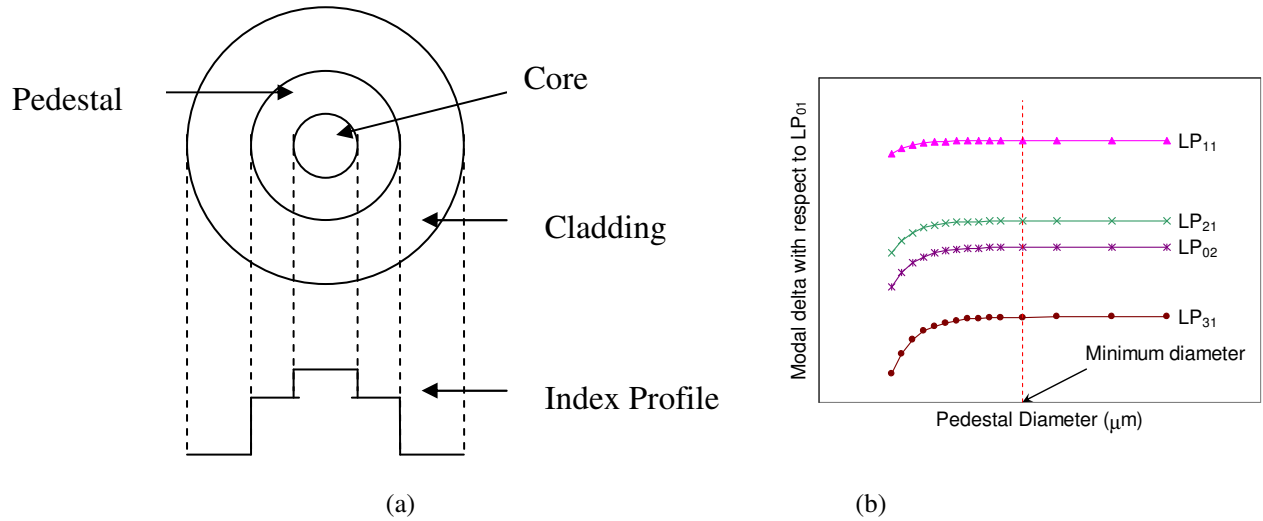 Pedestal
Core
Cladding
Index Profile
(a)
Modal delta with respect to LP₀₁
LP₁₁
LP₂₁
LP₀₂
LP₃₁
Minimum diameter
Pedestal Diameter (μm)
(b)